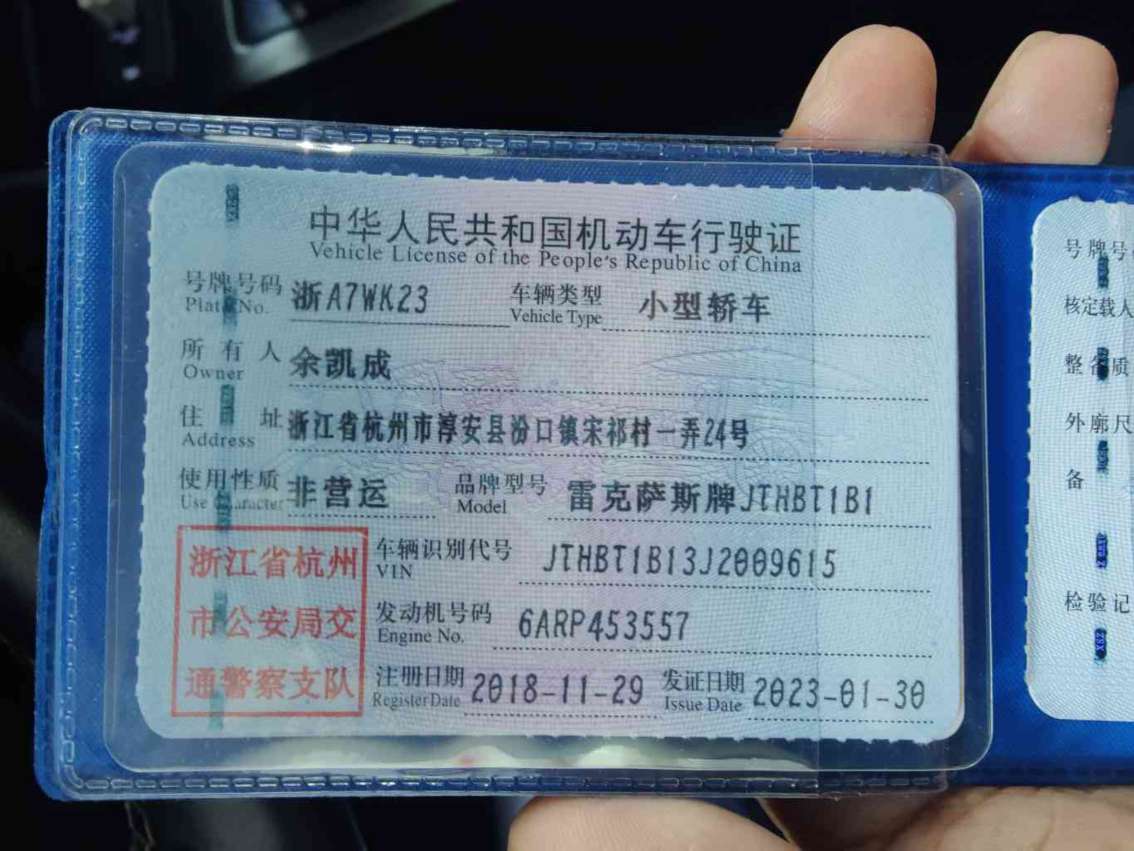 中华人民共和国机动车行驶证
Vehicle License of the People's Republic of China
号牌号码 浙A7WK23 车辆类型 小型轿车
Plate No. Vehicle Type
所有人 余凯成
Owner
住址 浙江省杭州市淳安县汾口镇宋祁村一弄24号
Address
使用性质 非营运 品牌型号 雷克萨斯牌JTHBT1B1
Use Character Model
浙江省杭州 车辆识别代号 JTHBT1B13J2009615
VIN
市公安局交 发动机号码 6ARP453557
Engine No.
通警察支队 注册日期 2018-11-29 发证日期 2023-01-30
Register Date Issue Date
号牌号
核定载人
整备质
外廓尺
备
检验记